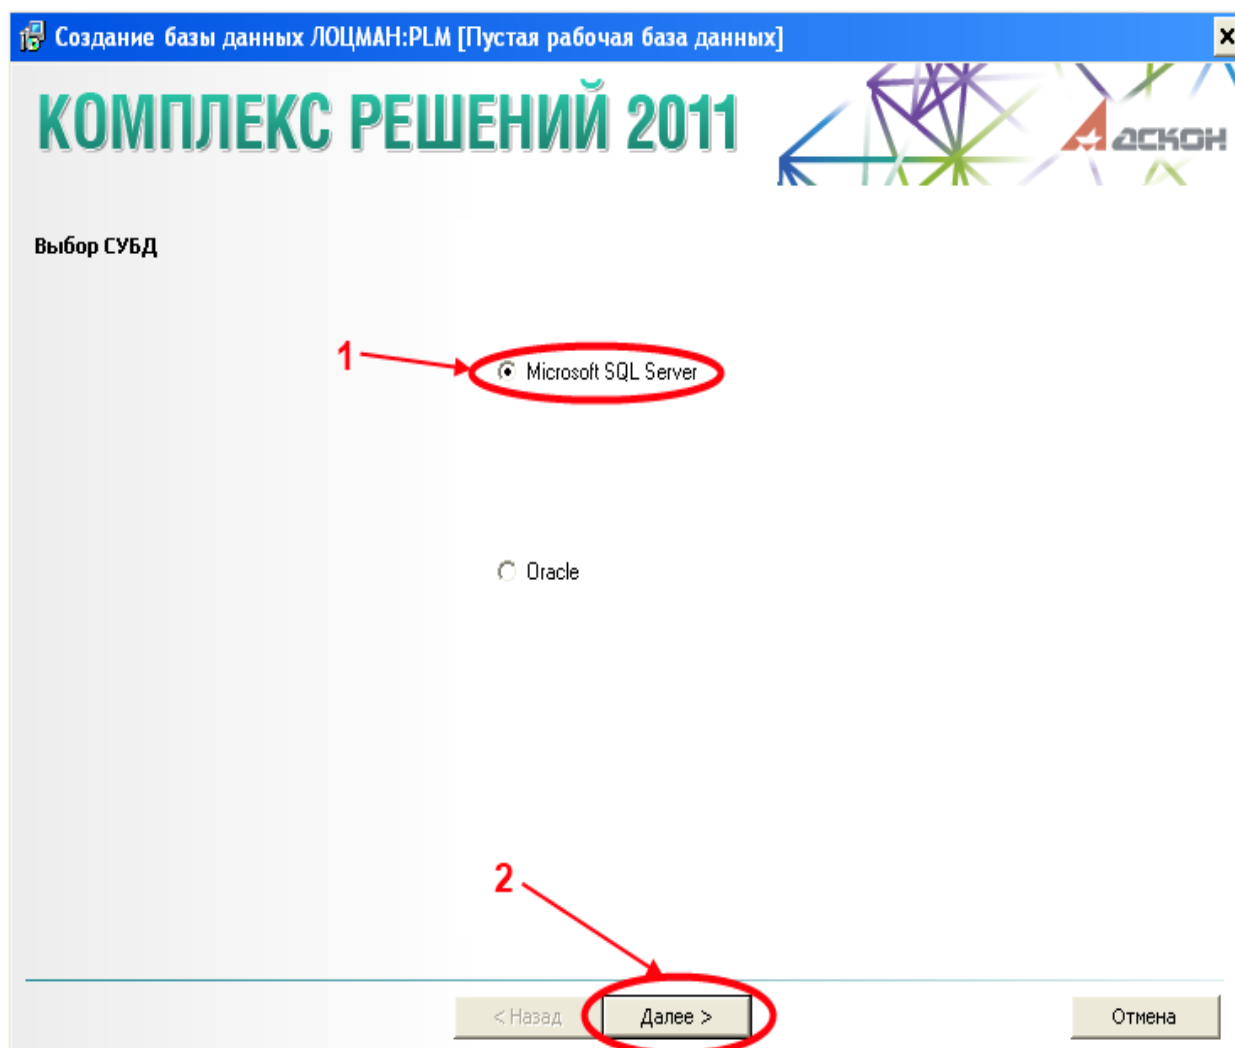 Создание базы данных ЛОЦМАН:PLM [Пустая рабочая база данных]
КОМПЛЕКС РЕШЕНИЙ 2011
АСКОН
Выбор СУБД
1
Microsoft SQL Server
Oracle
2
< Назад
Далее >
Отмена